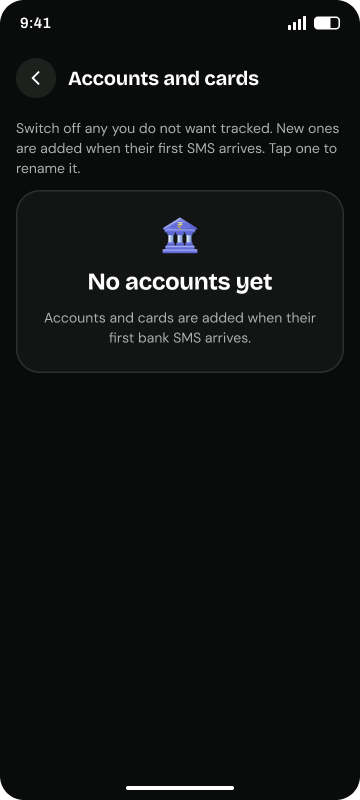 9:41
Accounts and cards
Switch off any you do not want tracked. New ones
are added when their first SMS arrives. Tap one to
rename it.
No accounts yet
Accounts and cards are added when their
first bank SMS arrives.